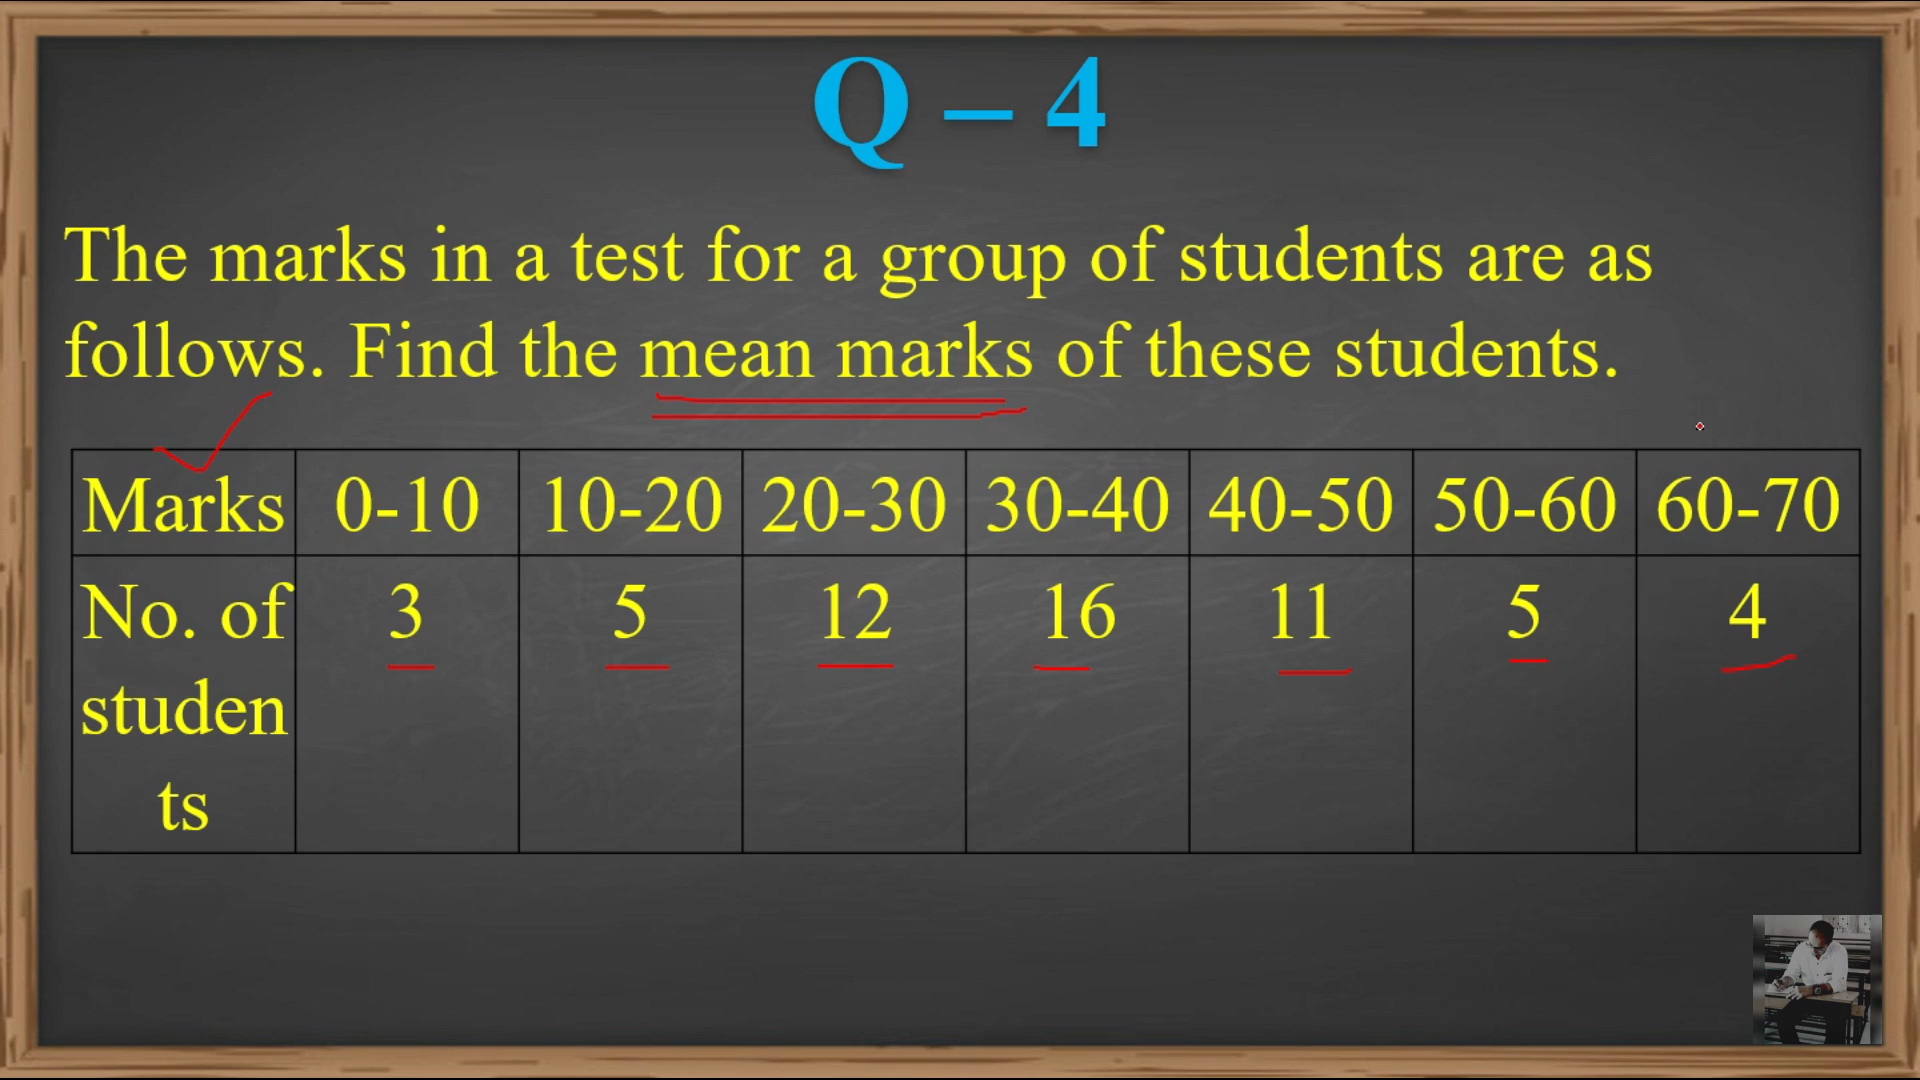 Q – 4
The marks in a test for a group of students are as
follows. Find the mean marks of these students.
Marks 0-10 10-20 20-30 30-40 40-50 50-60 60-70
No. of 3 5 12 16 11 5 4
studen
ts